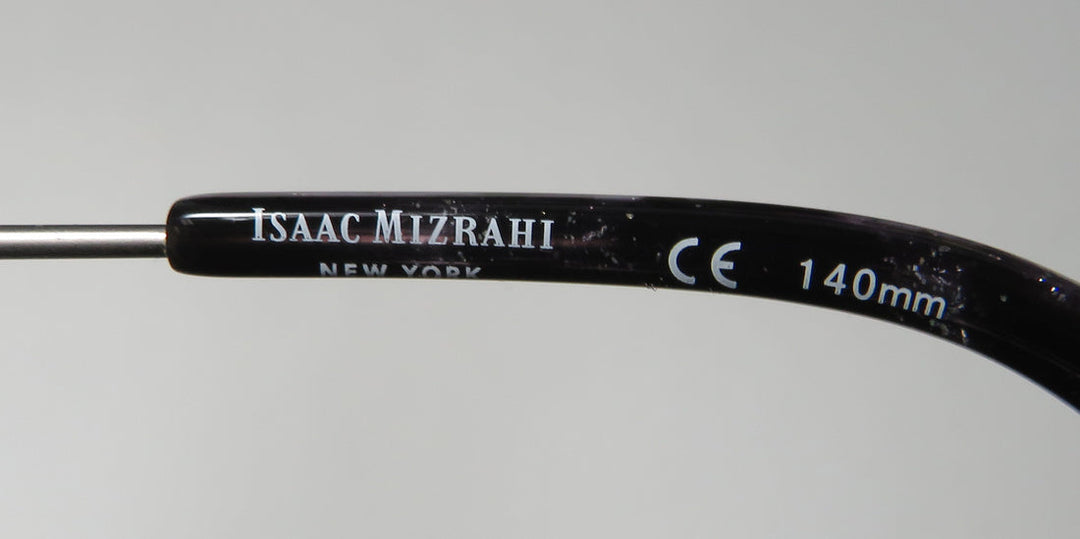 ISAAC MIZRAHI
NEW YORK
CE 140mm